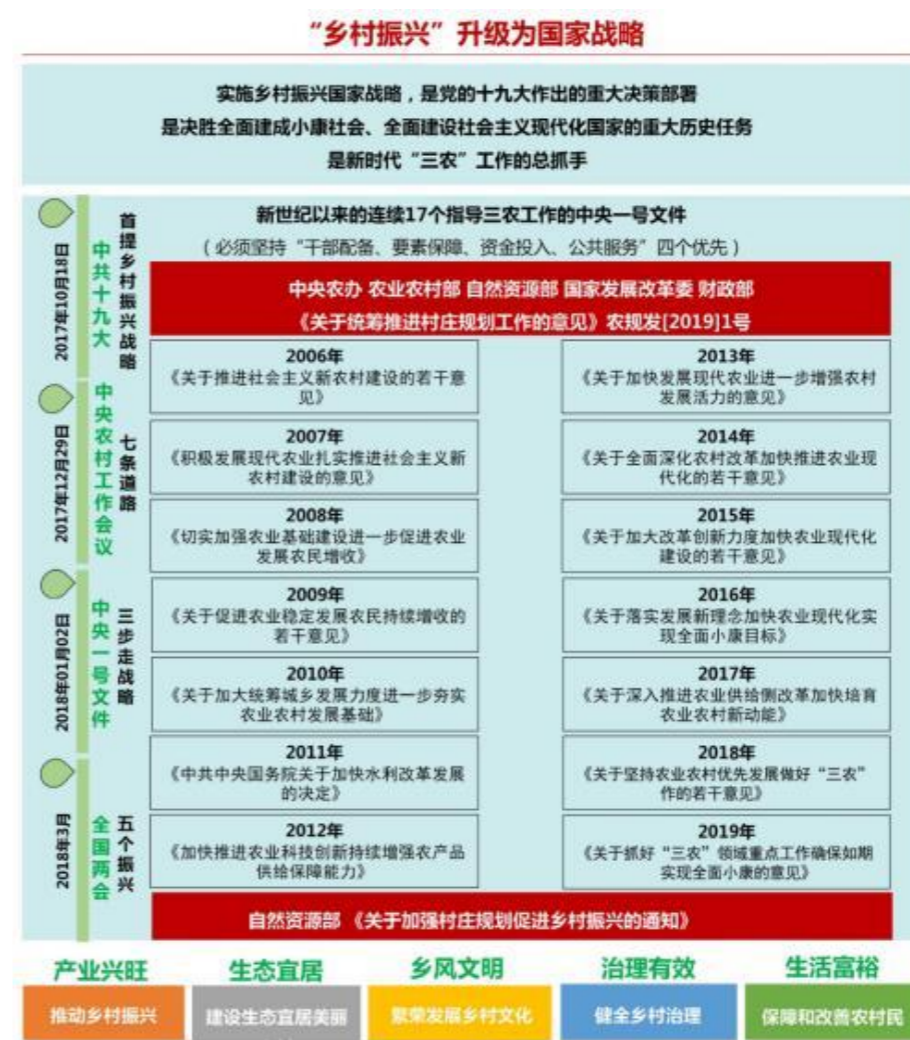 “乡村振兴”升级为国家战略
实施乡村振兴国家战略，是党的十九大作出的重大决策部署
是决胜全面建成小康社会、全面建设社会主义现代化国家的重大历史任务
是新时代“三农”工作的总抓手
2017年10月18日
中共十九大
首提乡村振兴战略
2017年12月29日
中央农村工作会议
七条道路
2018年01月02日
中央一号文件
三步走战略
2018年3月
全国两会
五个振兴
新世纪以来的连续17个指导三农工作的中央一号文件
（必须坚持“干部配备、要素保障、资金投入、公共服务”四个优先）
中央农办 农业农村部 自然资源部 国家发展改革委 财政部
《关于统筹推进村庄规划工作的意见》农规发[2019]1号
2006年
《关于推进社会主义新农村建设的若干意
见》
2007年
《积极发展现代农业扎实推进社会主义新
农村建设的意见》
2008年
《切实加强农业基础建设进一步促进农业
发展农民增收》
2009年
《关于促进农业稳定发展农民持续增收的
若干意见》
2010年
《关于加大统筹城乡发展力度进一步夯实
农业农村发展基础》
2011年
《中共中央国务院关于加快水利改革发展
的决定》
2012年
《加快推进农业科技创新持续增强农产品
供给保障能力》
2013年
《关于加快发展现代农业进一步增强农村
发展活力的意见》
2014年
《关于全面深化农村改革加快推进农业现
代化的若干意见》
2015年
《关于加大改革创新力度加快农业现代化
建设的若干意见》
2016年
《关于落实发展新理念加快农业现代化实
现全面小康目标》
2017年
《关于深入推进农业供给侧改革加快培育
农业农村新动能》
2018年
《关于坚持农业农村优先发展做好“三农”
作的若干意见》
2019年
《关于抓好“三农”领域重点工作确保如期
实现全面小康的意见》
自然资源部 《关于加强村庄规划促进乡村振兴的通知》
产业兴旺
生态宜居
乡风文明
治理有效
生活富裕
推动乡村振兴
建设生态宜居美丽
繁荣发展乡村文化
健全乡村治理
保障和改善农村民